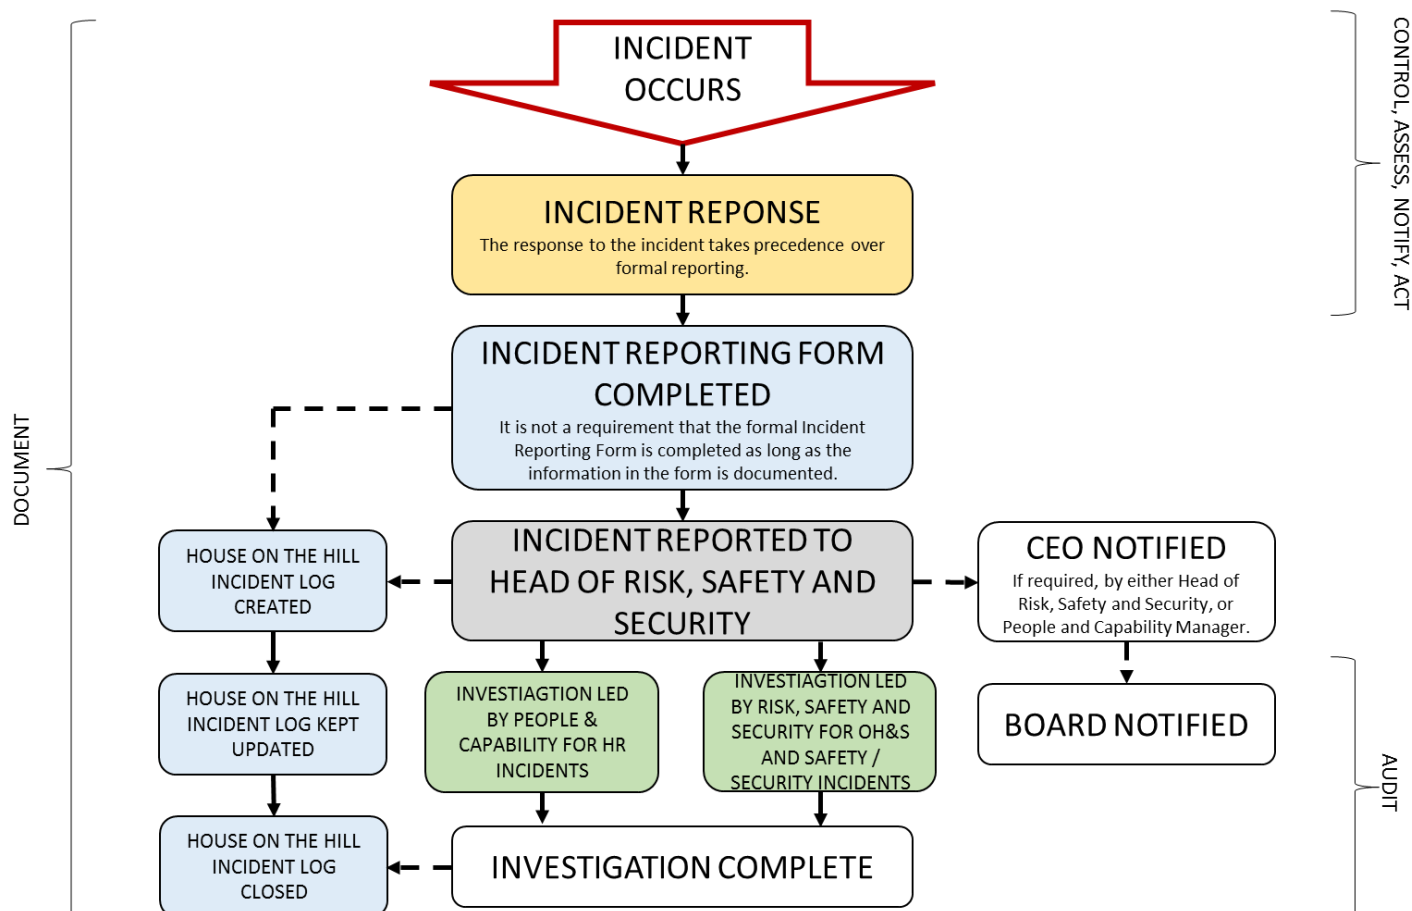 INCIDENT
OCCURS
CONTROL, ASSESS, NOTIFY, ACT
INCIDENT REPONSE
The response to the incident takes precedence over
formal reporting.
INCIDENT REPORTING FORM
COMPLETED
It is not a requirement that the formal Incident
Reporting Form is completed as long as the
information in the form is documented.
DOCUMENT
HOUSE ON THE HILL
INCIDENT LOG
CREATED
INCIDENT REPORTED TO
HEAD OF RISK, SAFETY AND
SECURITY
CEO NOTIFIED
If required, by either Head of
Risk, Safety and Security, or
People and Capability Manager.
HOUSE ON THE HILL
INCIDENT LOG KEPT
UPDATED
INVESTIAGTION LED
BY PEOPLE &
CAPABILITY FOR HR
INCIDENTS
INVESTIAGTION LED
BY RISK, SAFETY AND
SECURITY FOR OH&S
AND SAFETY /
SECURITY INCIDENTS
BOARD NOTIFIED
AUDIT
HOUSE ON THE HILL
INCIDENT LOG
CLOSED
INVESTIGATION COMPLETE